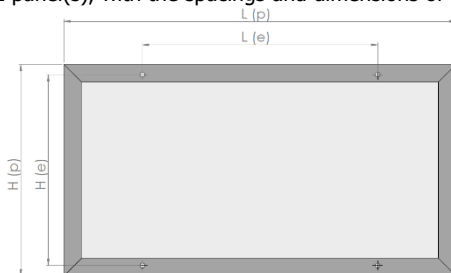 panel(s), with the spacings and dimensions of
L (p)
L (e)
H (p)
H (e)